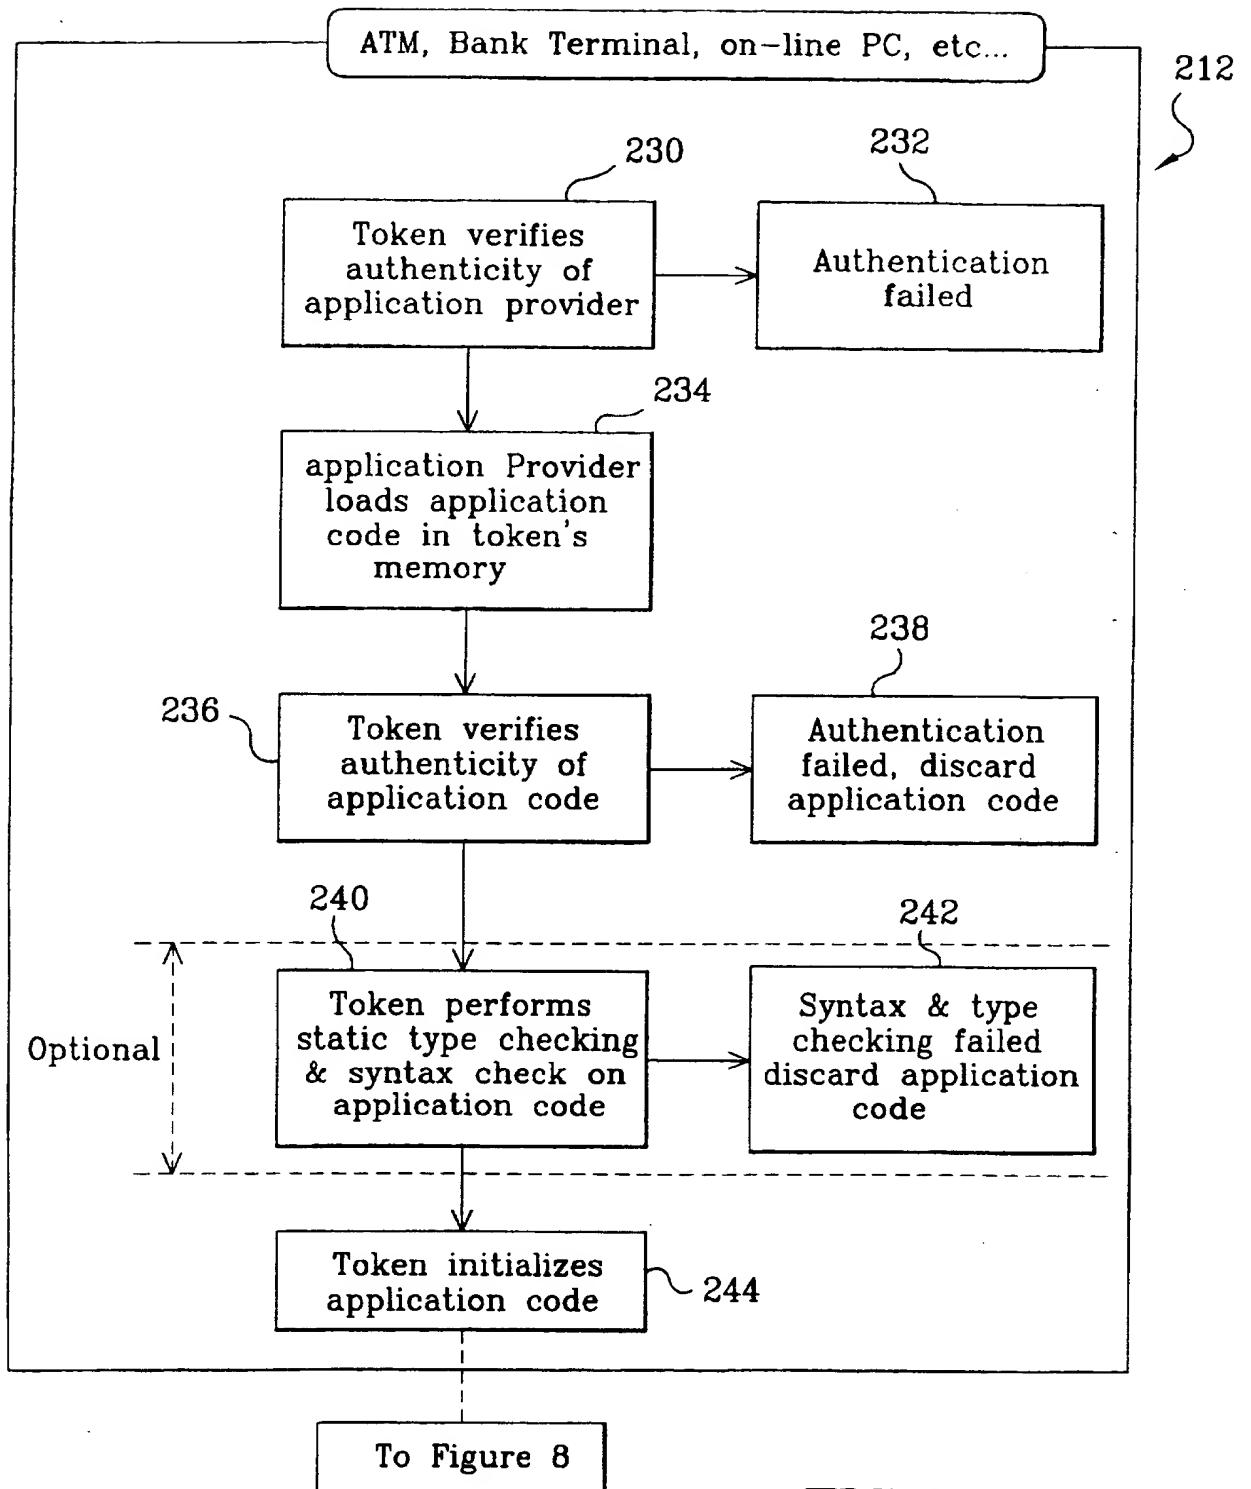 ATM, Bank Terminal, on-line PC, etc...
212
230
232
Token verifies
authenticity of
application provider
Authentication
failed
234
application Provider
loads application
code in token's
memory
236
238
Token verifies
authenticity of
application code
Authentication
failed, discard
application code
240
242
Optional
Token performs
static type checking
& syntax check on
application code
Syntax & type
checking failed
discard application
code
Token initializes
application code
244
To Figure 8